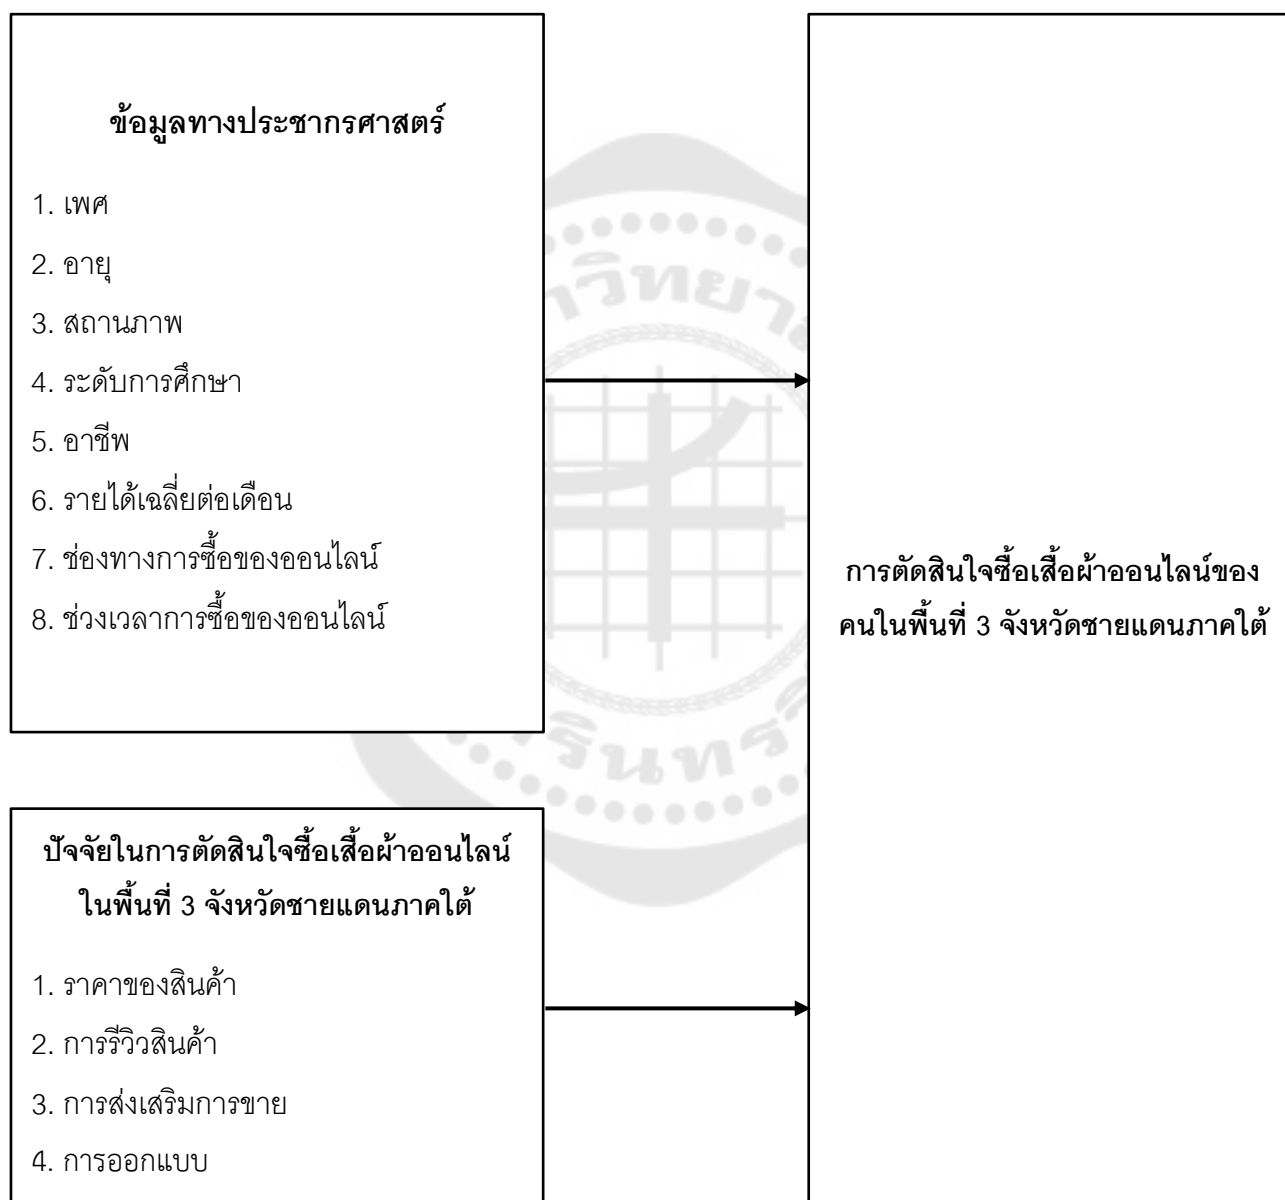 ข้อมูลทางประชากรศาสตร์
1. เพศ
2. อายุ
3. สถานภาพ
4. ระดับการศึกษา
5. อาชีพ
6. รายได้เฉลี่ยต่อเดือน
7. ช่องทางการซื้อของออนไลน์
8. ช่วงเวลาการซื้อของออนไลน์
ปัจจัยในการตัดสินใจซื้อเสื้อผ้าออนไลน์
ในพื้นที่ 3 จังหวัดชายแดนภาคใต้
1. ราคาของสินค้า
2. การรีวิวสินค้า
3. การส่งเสริมการขาย
4. การออกแบบ
การตัดสินใจซื้อเสื้อผ้าออนไลน์ของ
คนในพื้นที่ 3 จังหวัดชายแดนภาคใต้